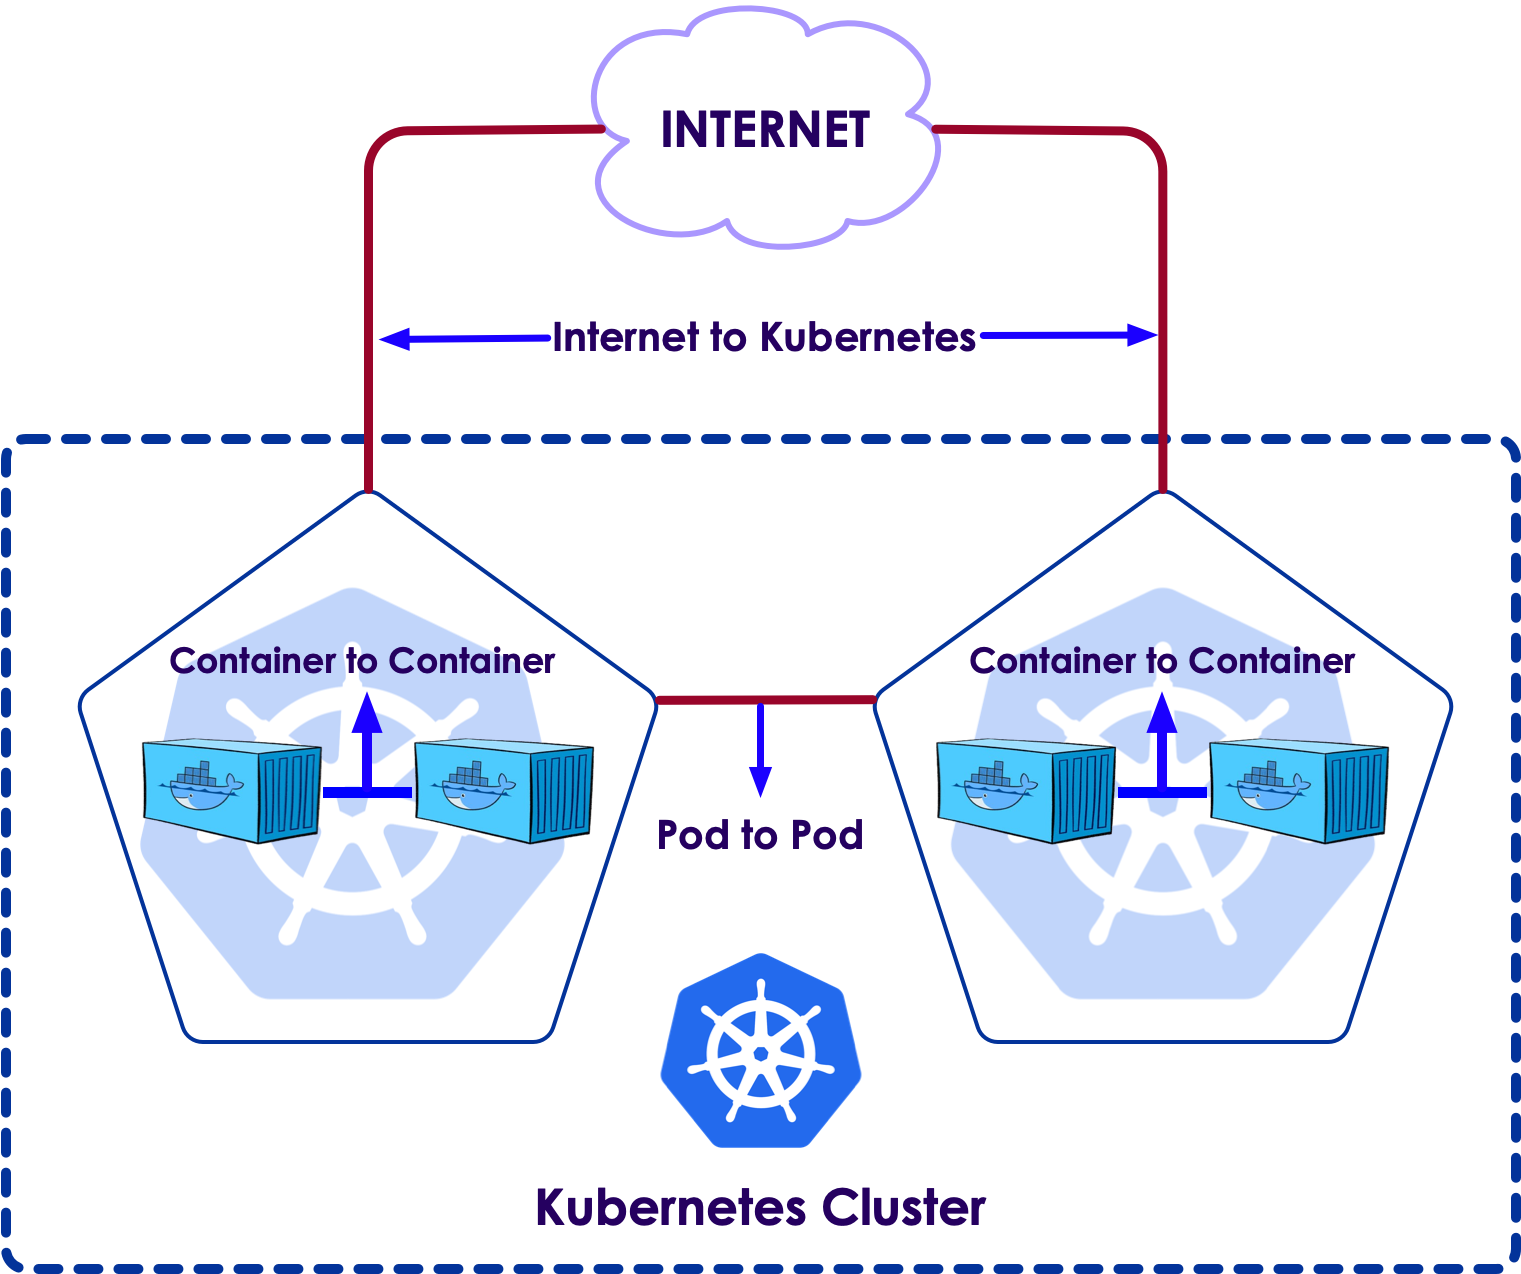 INTERNET
Internet to Kubernetes
Container to Container
Container to Container
Pod to Pod
Kubernetes Cluster